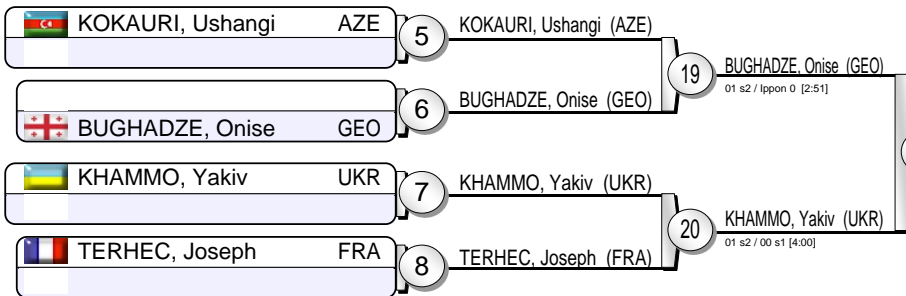 KOKAURI, Ushangi AZE
5
KOKAURI, Ushangi (AZE)
19
BUGHADZE, Onise (GEO)
01 s2 / Ippon 0 [2:51]
BUGHADZE, Onise GEO
6
BUGHADZE, Onise (GEO)
KHAMMO, Yakiv UKR
7
KHAMMO, Yakiv (UKR)
20
KHAMMO, Yakiv (UKR)
01 s2 / 00 s1 [4:00]
TERHEC, Joseph FRA
8
TERHEC, Joseph (FRA)